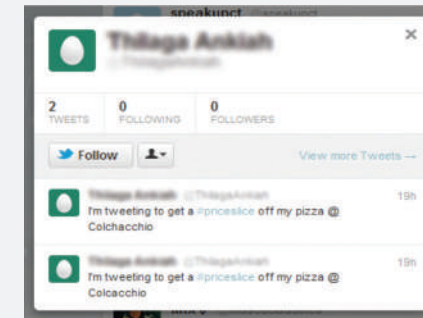 speakupct
2
TWEETS
0
FOLLOWING
0
FOLLOWERS
Follow
View more Tweets →
19h
I'm tweeting to get a #priceslice off my pizza @
Colchacchio
19h
I'm tweeting to get a #priceslice off my pizza @
Colcacchio